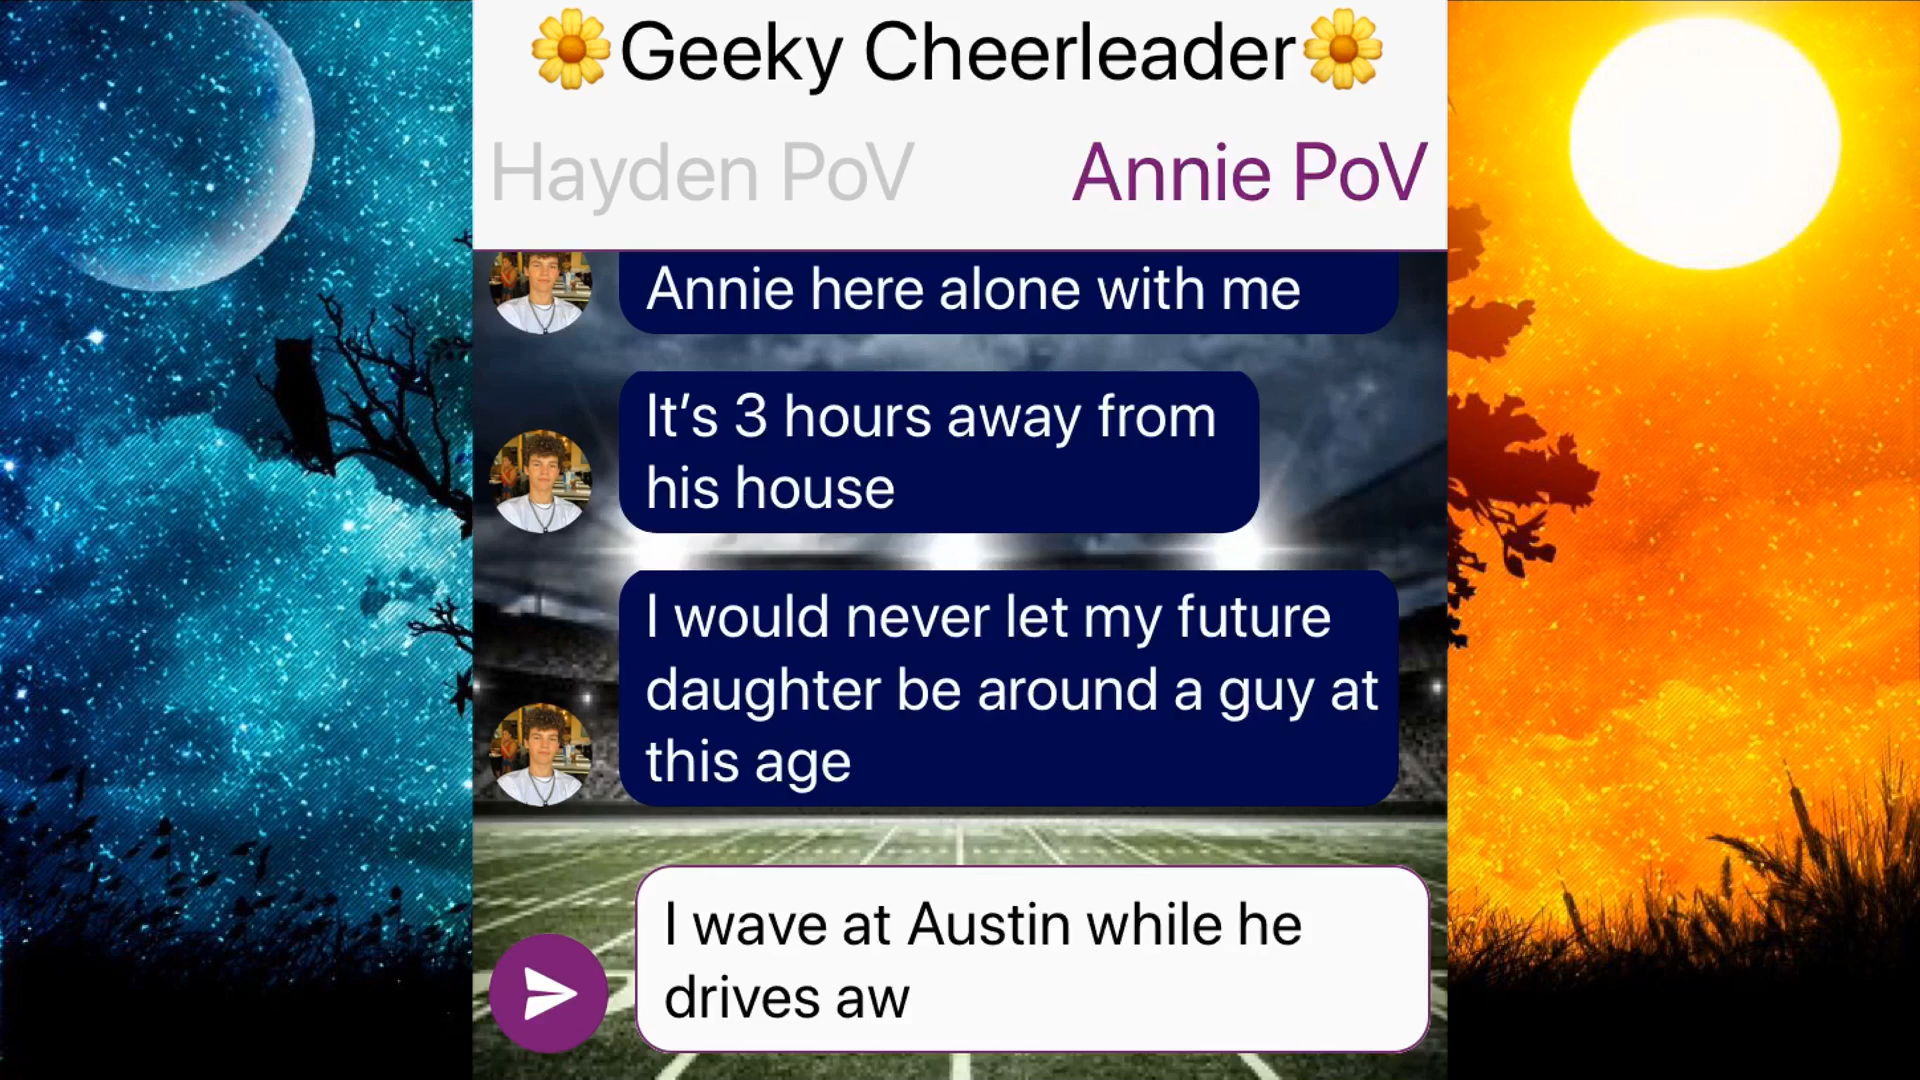 🌼Geeky Cheerleader🌼
Hayden PoV Annie PoV
Annie here alone with me
It’s 3 hours away from
his house
I would never let my future
daughter be around a guy at
this age
I wave at Austin while he
drives aw